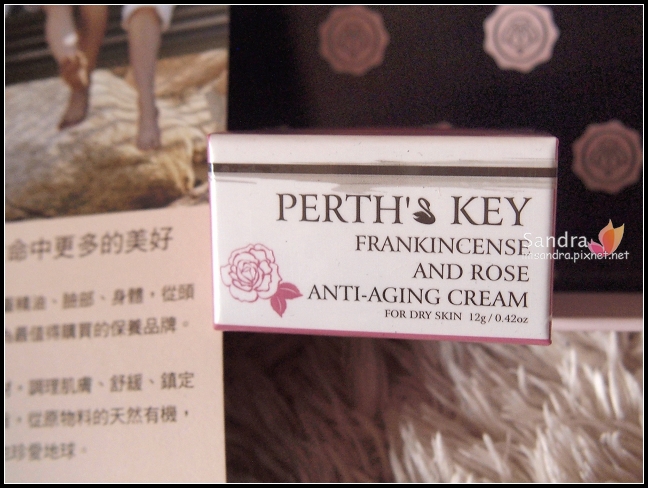 PERTH'S KEY
FRANKINCENSE
AND ROSE
ANTI-AGING CREAM
FOR DRY SKIN 12g / 0.42oz
Sandra
sandra.pixnet.net
命中更多的美好
精油、臉部、身體,從頭
最值得購買的保養品牌。
調理肌膚、舒緩、鎮定
,從原物料的天然有機,
珍愛地球。